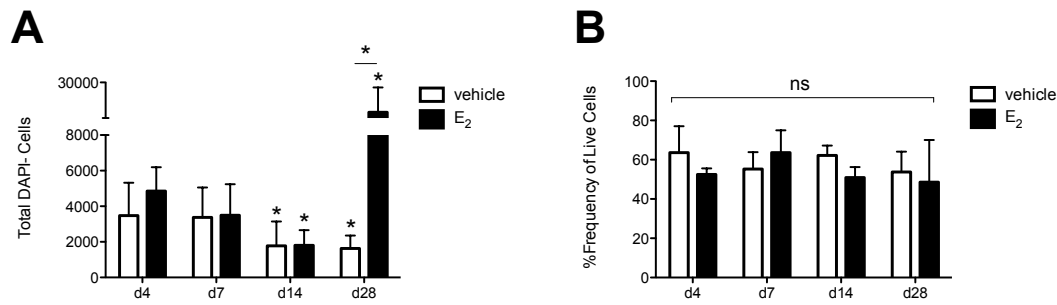 A
Total DAPI- Cells
30000
8000
6000
4000
2000
0
*
*
*
*
*
d4
d7
d14
d28
vehicle
E2
B
%Frequency of Live Cells
100
80
60
40
20
0
ns
d4
d7
d14
d28
vehicle
E2